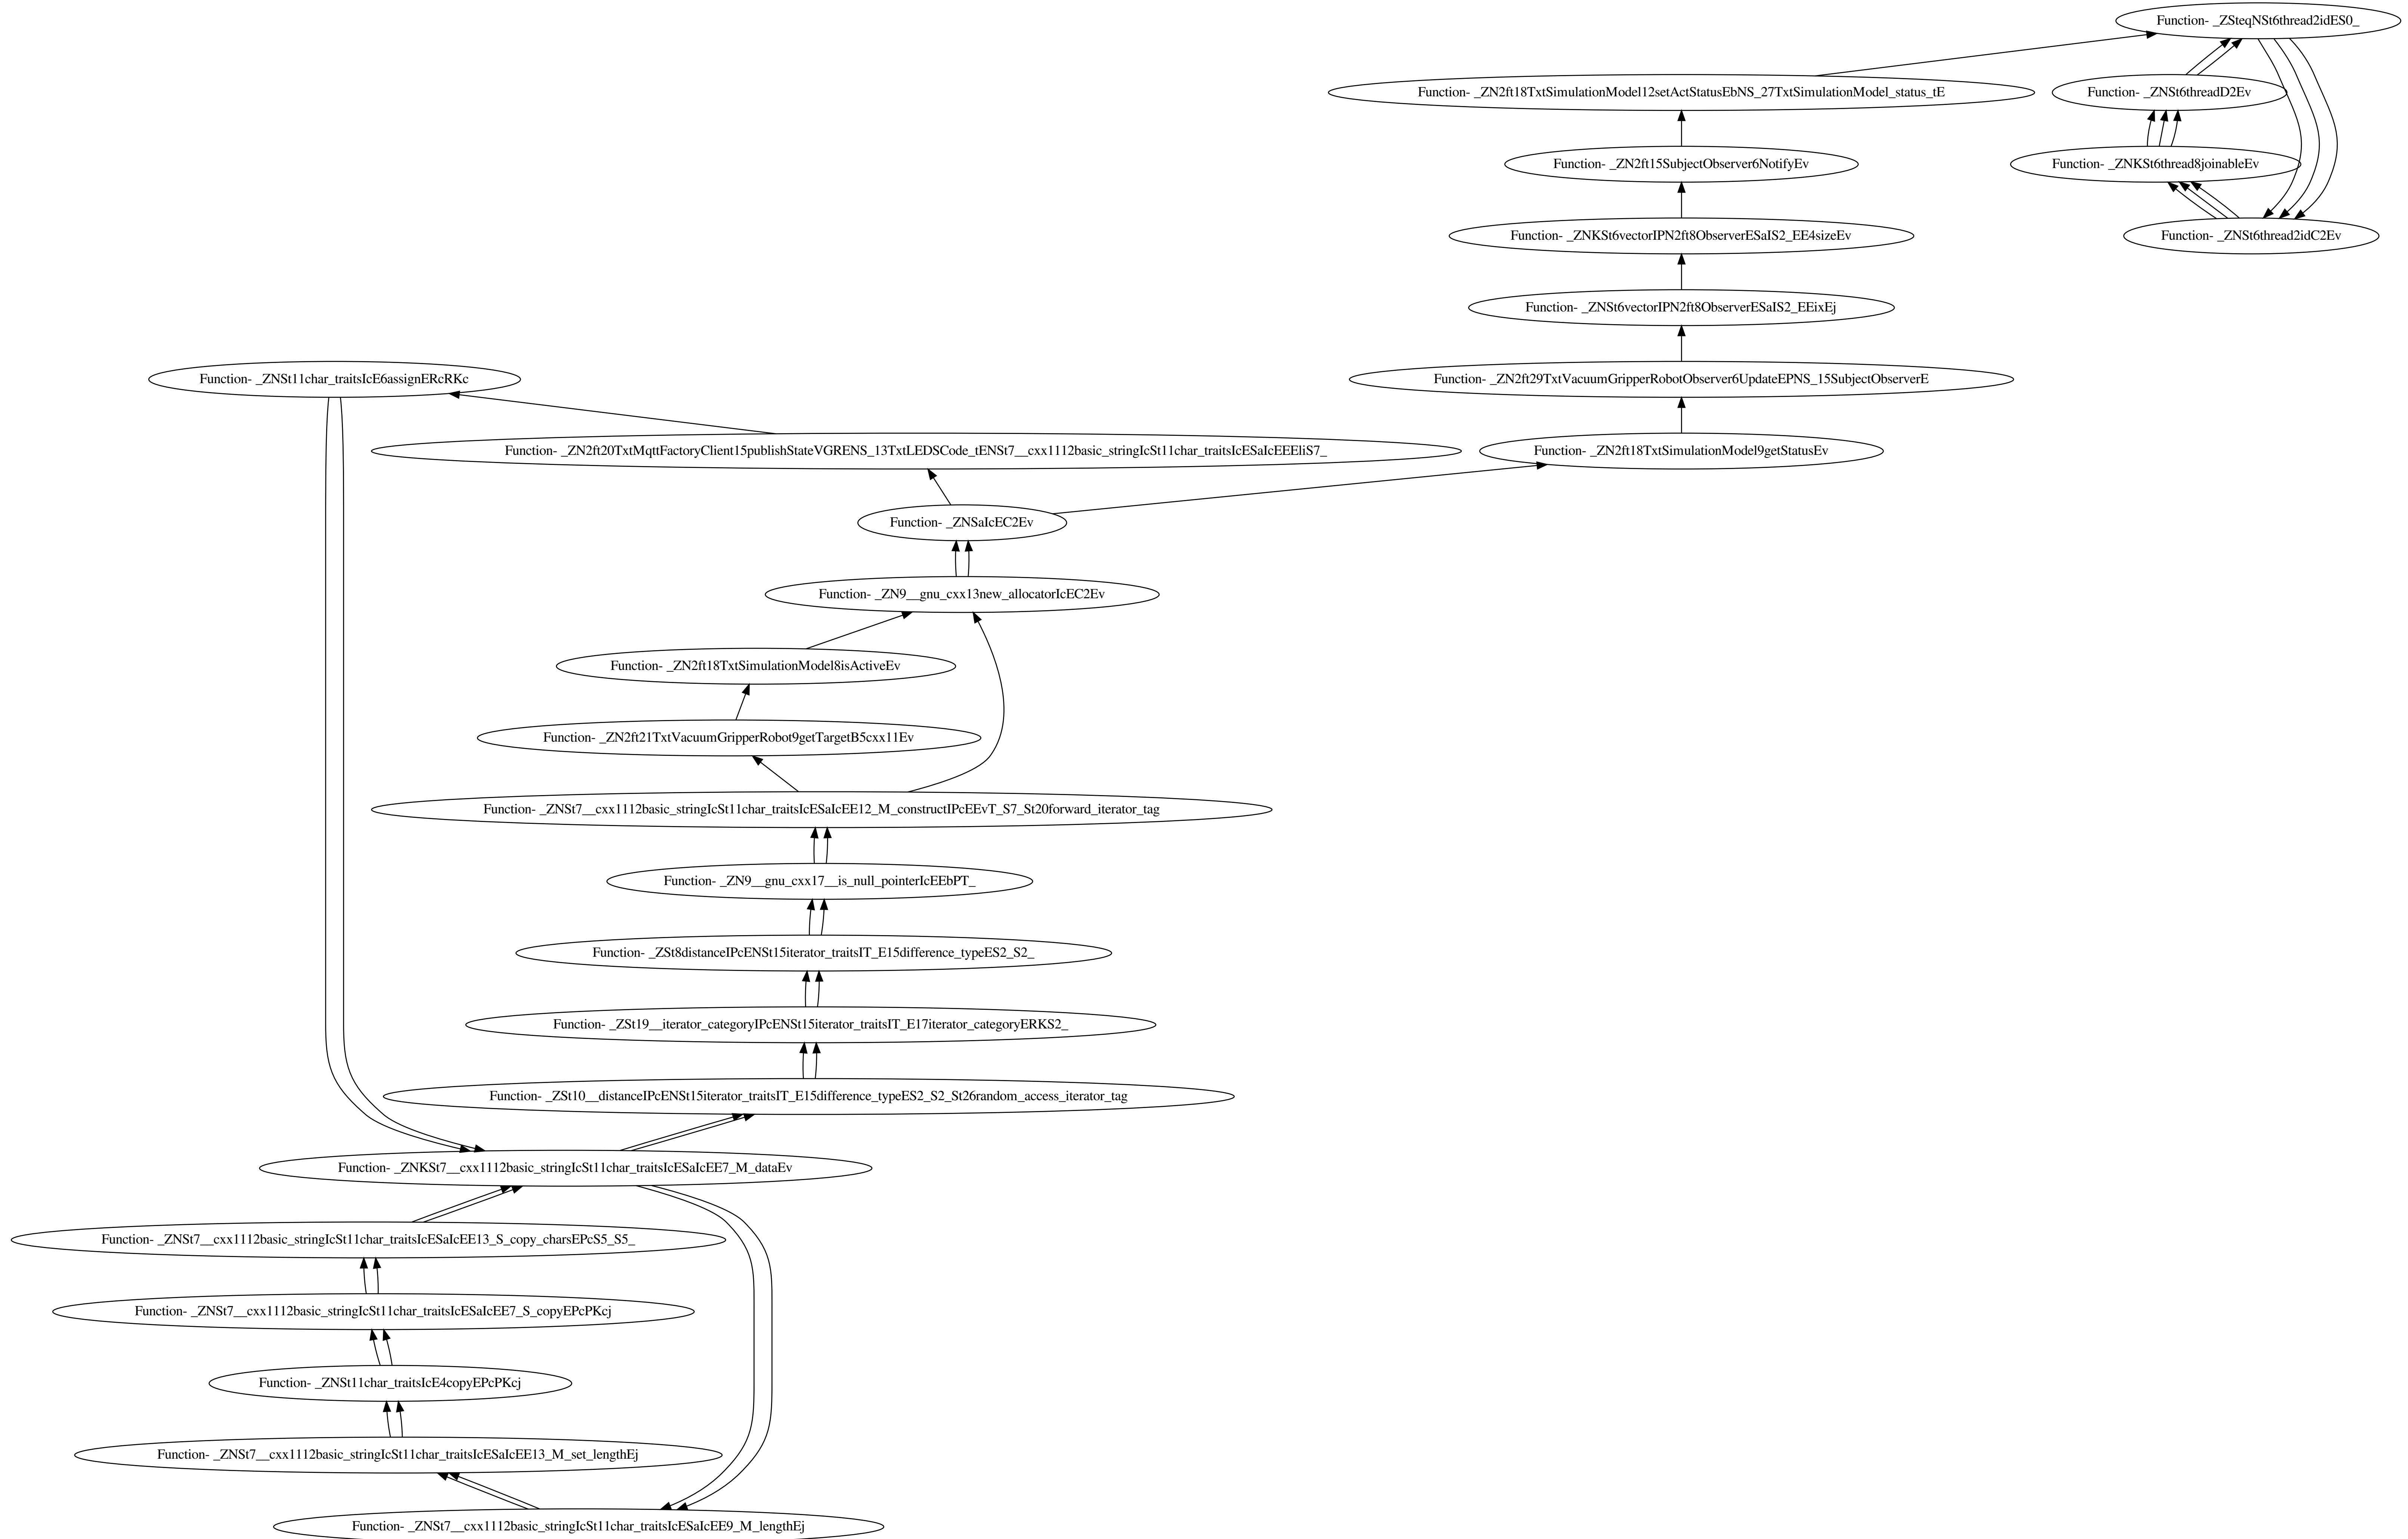 Function- _ZSteqNSt6thread2idES0_
Function- _ZN2ft18TxtSimulationModel12setActStatusEbNS_27TxtSimulationModel_status_tE
Function- _ZNSt6threadD2Ev
Function- _ZN2ft15SubjectObserver6NotifyEv
Function- _ZNKSt6thread8joinableEv
Function- _ZNKSt6vectorIPN2ft8ObserverESaIS2_EE4sizeEv
Function- _ZNSt6thread2idC2Ev
Function- _ZNSt6vectorIPN2ft8ObserverESaIS2_EEixEj
Function- _ZNSt11char_traitsIcE6assignERcRKc
Function- _ZN2ft29TxtVacuumGripperRobotObserver6UpdateEPNS_15SubjectObserverE
Function- _ZN2ft20TxtMqttFactoryClient15publishStateVGRENS_13TxtLEDSCode_tENSt7__cxx1112basic_stringIcSt11char_traitsIcESaIcEEEliS7_
Function- _ZN2ft18TxtSimulationModel9getStatusEv
Function- _ZNSaIcEC2Ev
Function- _ZN9__gnu_cxx13new_allocatorIcEC2Ev
Function- _ZN2ft18TxtSimulationModel8isActiveEv
Function- _ZN2ft21TxtVacuumGripperRobot9getTargetB5cxx11Ev
Function- _ZNSt7__cxx1112basic_stringIcSt11char_traitsIcESaIcEE12_M_constructIPcEEvT_S7_St20forward_iterator_tag
Function- _ZN9__gnu_cxx17__is_null_pointerIcEEbPT_
Function- _ZSt8distanceIPcENSt15iterator_traitsIT_E15difference_typeES2_S2_
Function- _ZSt19__iterator_categoryIPcENSt15iterator_traitsIT_E17iterator_categoryERKS2_
Function- _ZSt10__distanceIPcENSt15iterator_traitsIT_E15difference_typeES2_S2_St26random_access_iterator_tag
Function- _ZNKSt7__cxx1112basic_stringIcSt11char_traitsIcESaIcEE7_M_dataEv
Function- _ZNSt7__cxx1112basic_stringIcSt11char_traitsIcESaIcEE13_S_copy_charsEPcS5_S5_
Function- _ZNSt7__cxx1112basic_stringIcSt11char_traitsIcESaIcEE7_S_copyEPcPKcj
Function- _ZNSt11char_traitsIcE4copyEPcPKcj
Function- _ZNSt7__cxx1112basic_stringIcSt11char_traitsIcESaIcEE13_M_set_lengthEj
Function- _ZNSt7__cxx1112basic_stringIcSt11char_traitsIcESaIcEE9_M_lengthEj